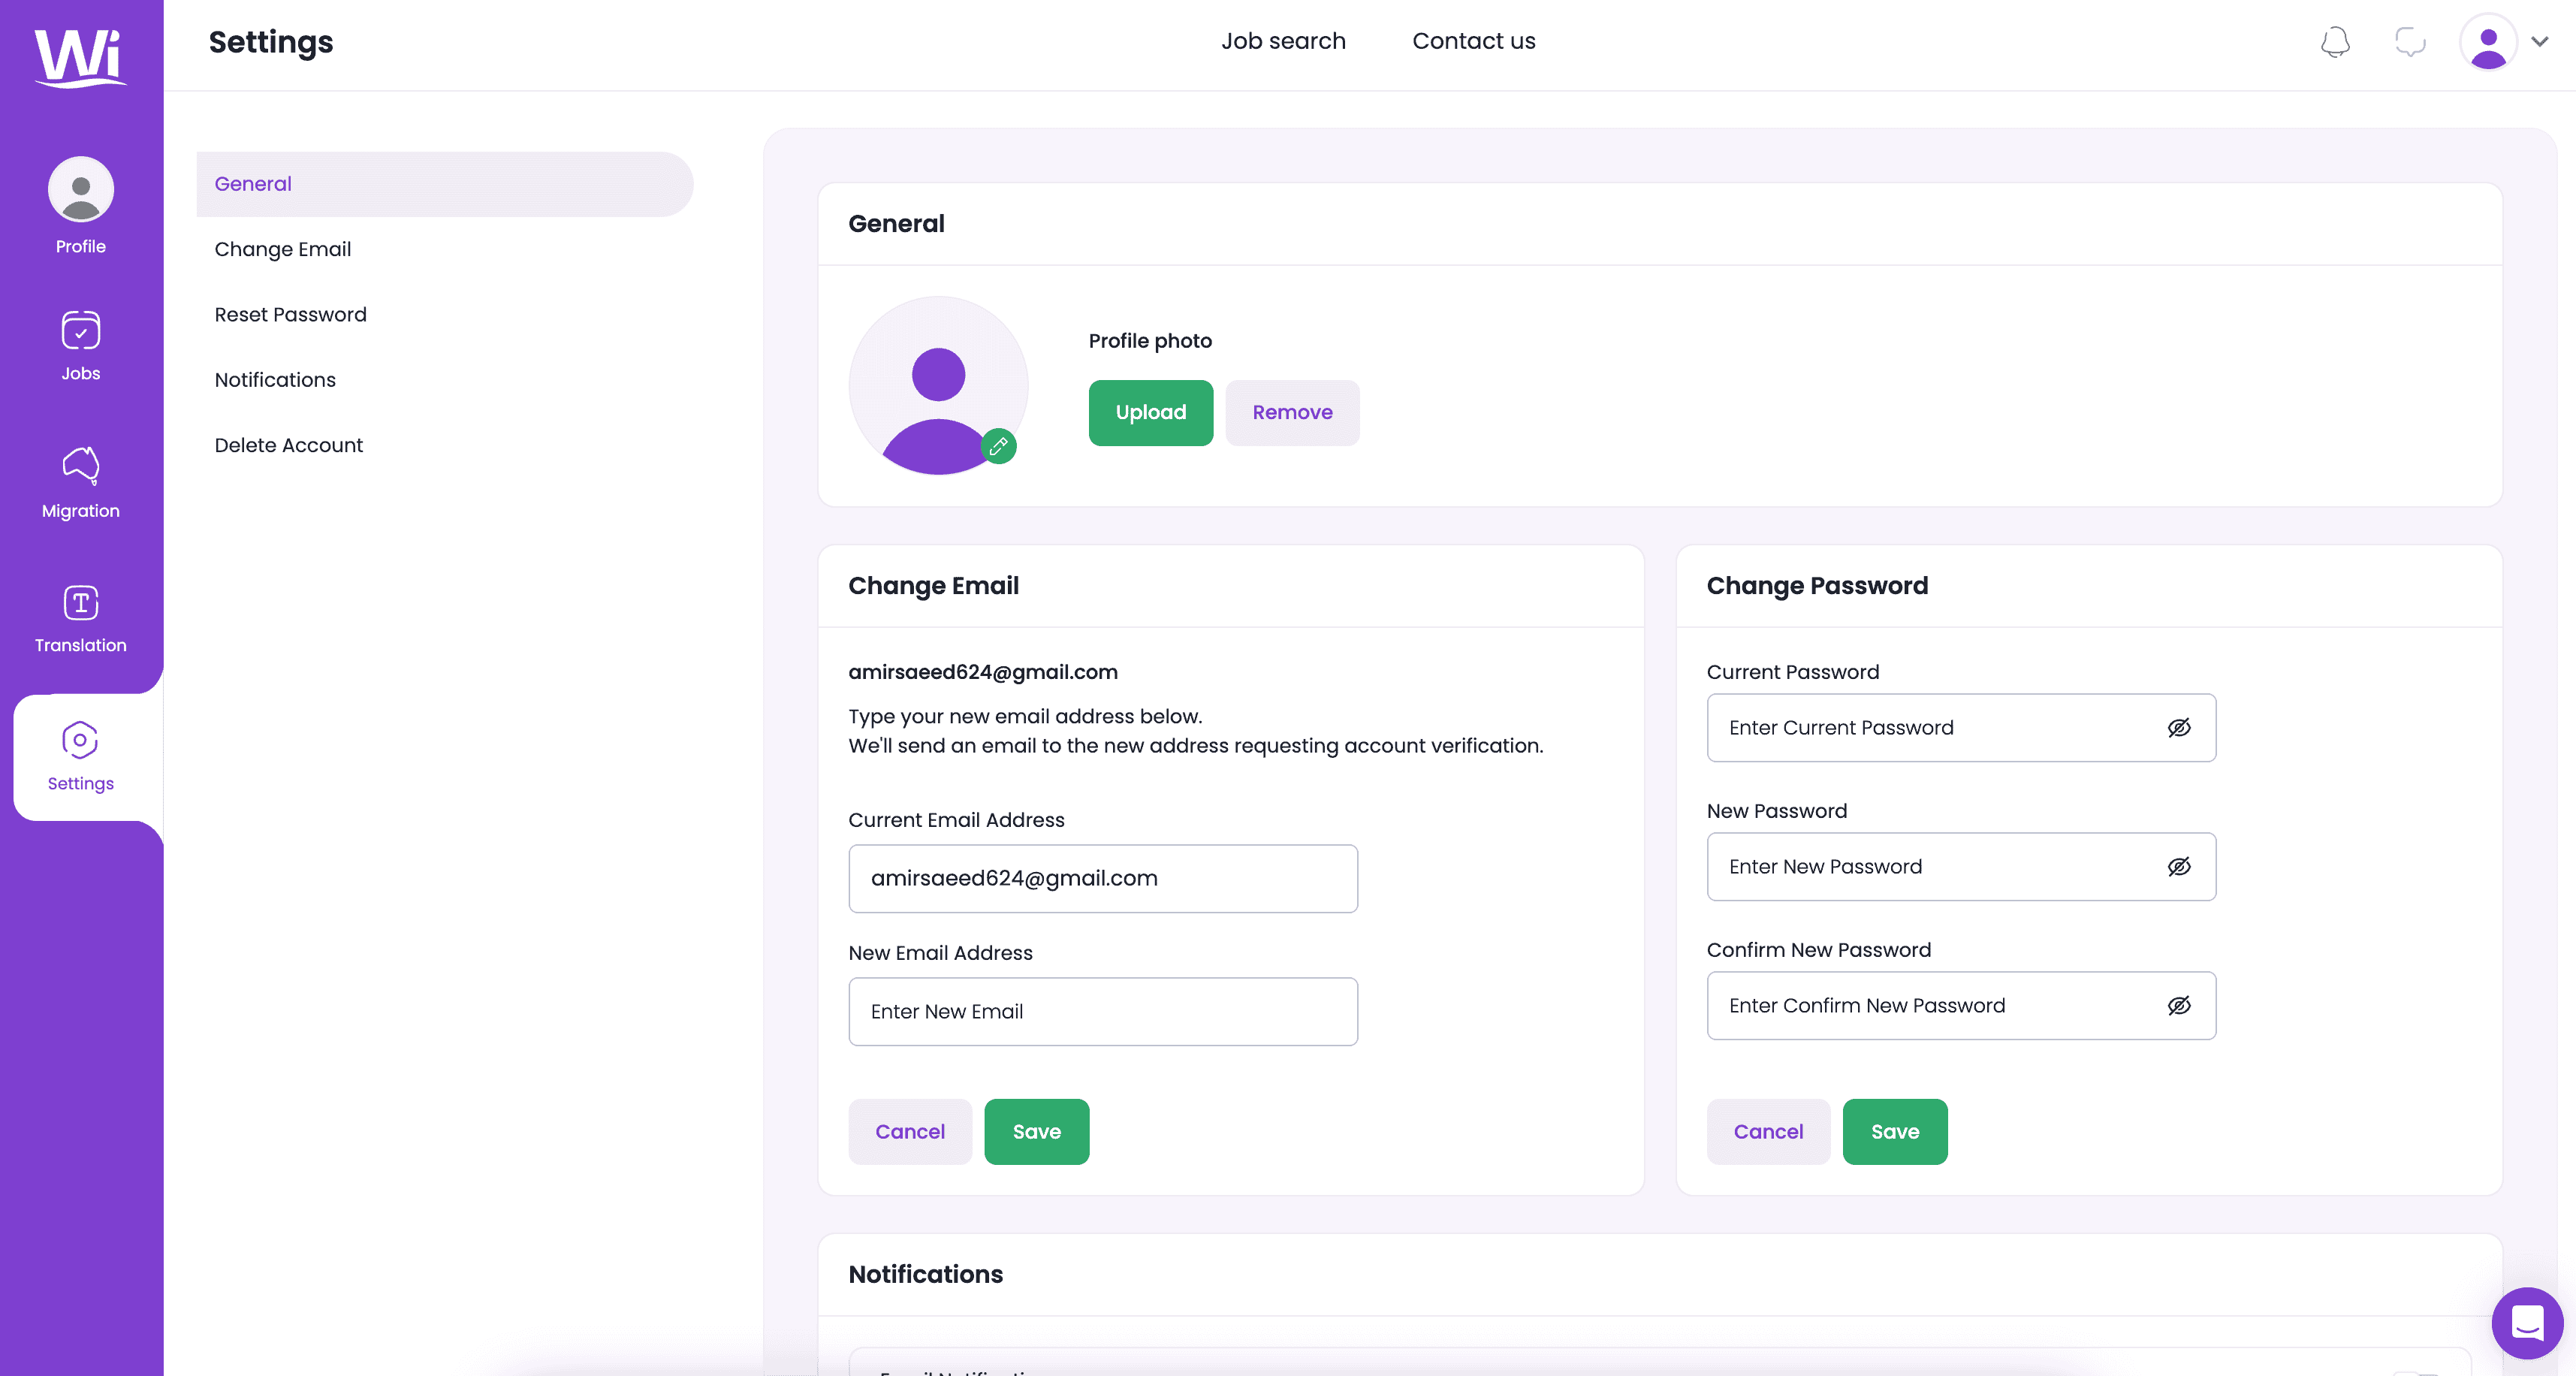 Wi
Settings
Job search
Contact us
Profile
Jobs
Migration
Translation
Settings
General
Change Email
Reset Password
Notifications
Delete Account
General
Profile photo
Upload
Remove
Change Email
amirsaeed624@gmail.com
Type your new email address below.
We'll send an email to the new address requesting account verification.
Current Email Address
amirsaeed624@gmail.com
New Email Address
Enter New Email
Cancel
Save
Change Password
Current Password
Enter Current Password
New Password
Enter New Password
Confirm New Password
Enter Confirm New Password
Cancel
Save
Notifications